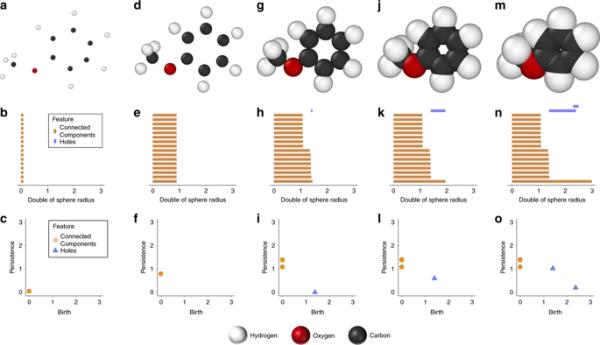 a d g j m
b e h k n
Feature
Connected
Components
Holes
0 1 2 3 0 1 2 3 0 1 2 3 0 1 2 3 0 1 2 3
Double of sphere radius Double of sphere radius Double of sphere radius Double of sphere radius Double of sphere radius
c f i l o
Feature
Connected
Components
Holes
3 3 3 3 3
2 2 2 2 2
1 1 1 1 1
0 0 0 0 0
Persistence Persistence Persistence Persistence Persistence
0 1 2 3 0 1 2 3 0 1 2 3 0 1 2 3 0 1 2 3
Birth Birth Birth Birth Birth
Hydrogen Oxygen Carbon